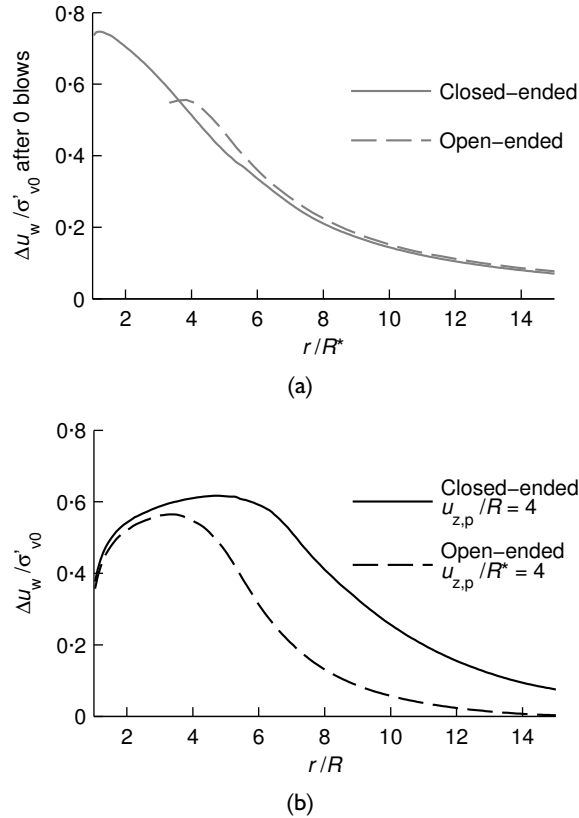 0·8
0·6
0·4
0·2
0
Δu_w/σ'_v0 after 0 blows
Closed–ended
Open–ended
2 4 6 8 10 12 14
r/R*
(a)
0·8
0·6
0·4
0·2
0
Δu_w/σ'_v0
Closed–ended
u_z,p/R = 4
Open–ended
u_z,p/R* = 4
2 4 6 8 10 12 14
r/R
(b)